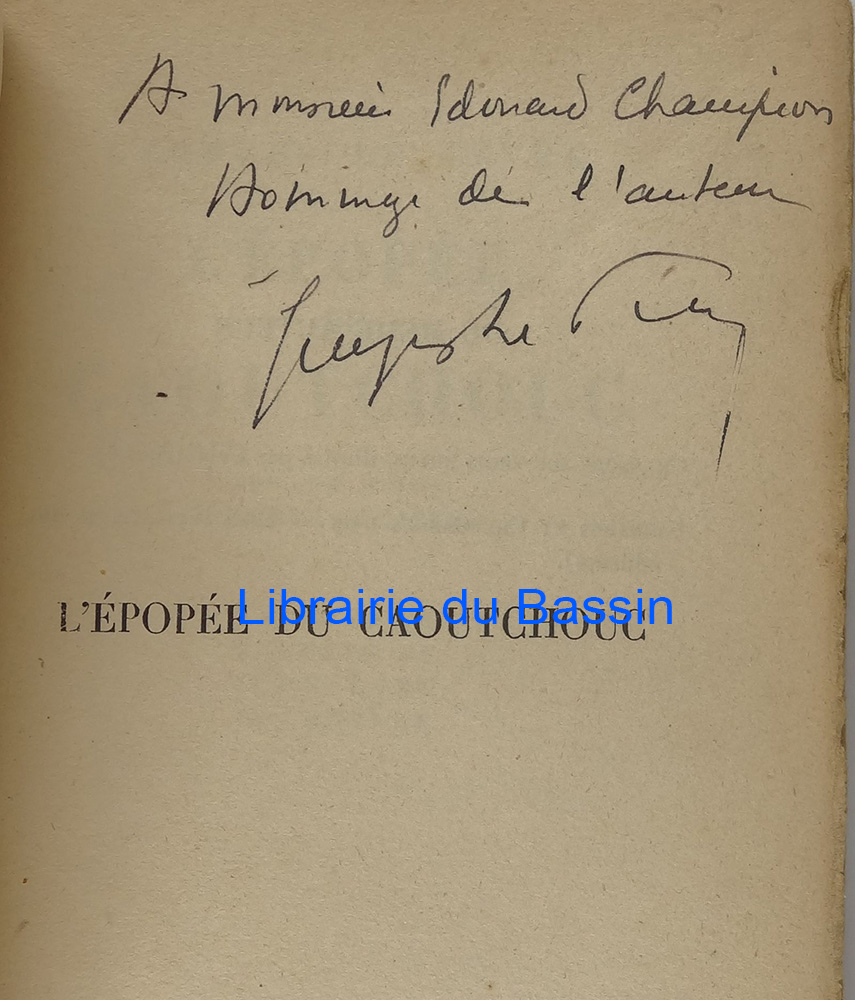 A monsieur Edouard Champion
Hommage de l'auteur
L'ÉPOPÉE DU CAOUTCHOUC
Librairie du Bassin